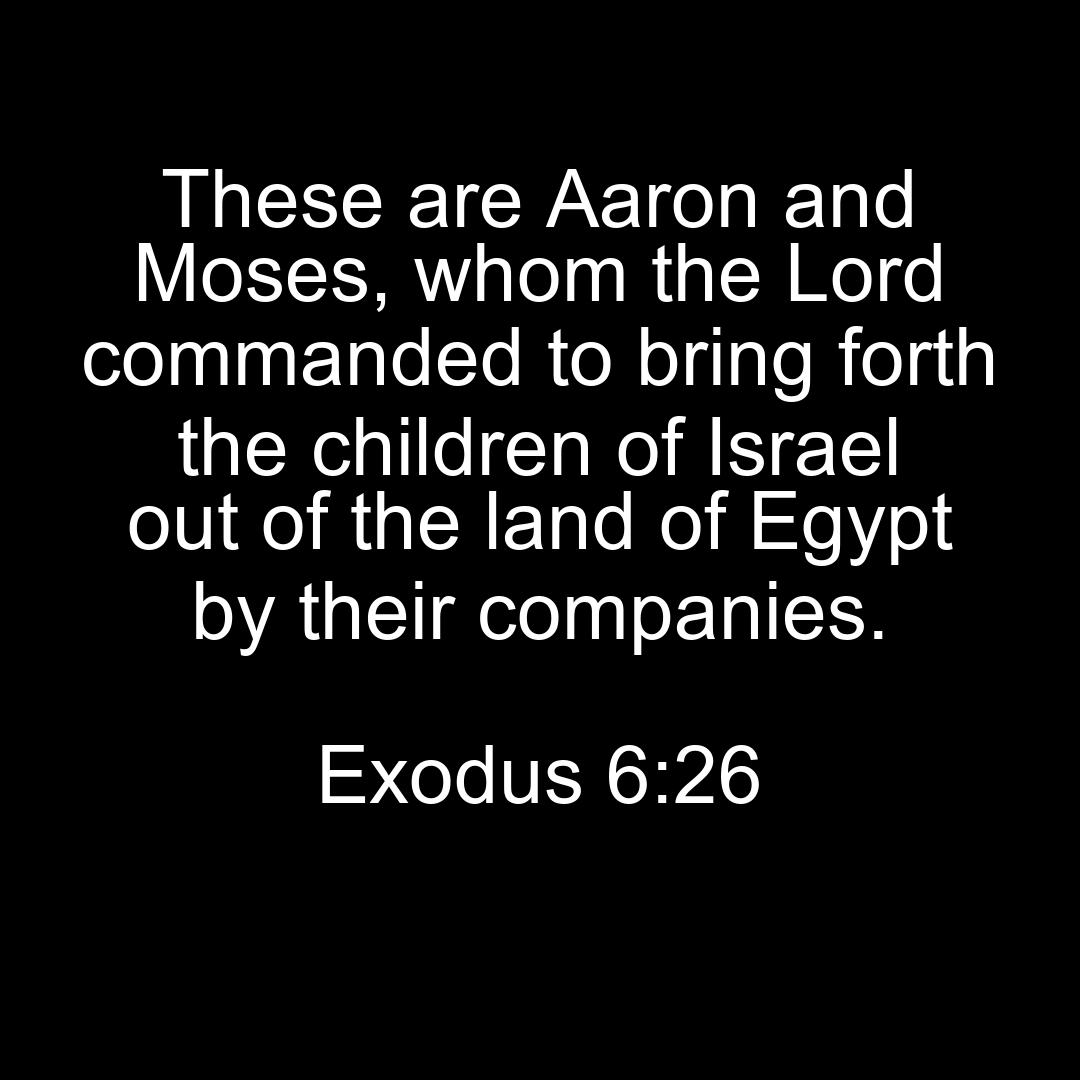 These are Aaron and
Moses, whom the Lord
commanded to bring forth
the children of Israel
out of the land of Egypt
by their companies.
Exodus 6:26